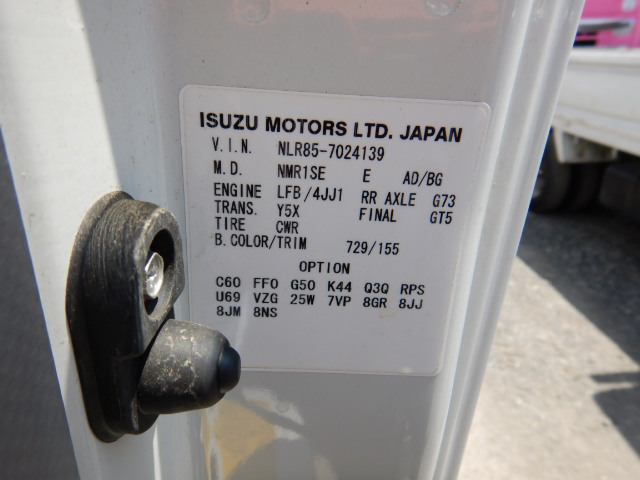 ISUZU MOTORS LTD. JAPAN
V.I.N. NLR85-7024139
M.D. NMR1SE E AD/BG
ENGINE LFB/4JJ1 RR AXLE G73
TRANS. Y5X FINAL GT5
TIRE CWR
B.COLOR/TRIM 729/155
OPTION
C60 FF0 G50 K44 Q3Q RPS
U69 VZG 25W 7VP 8GR 8JJ
8JM 8NS